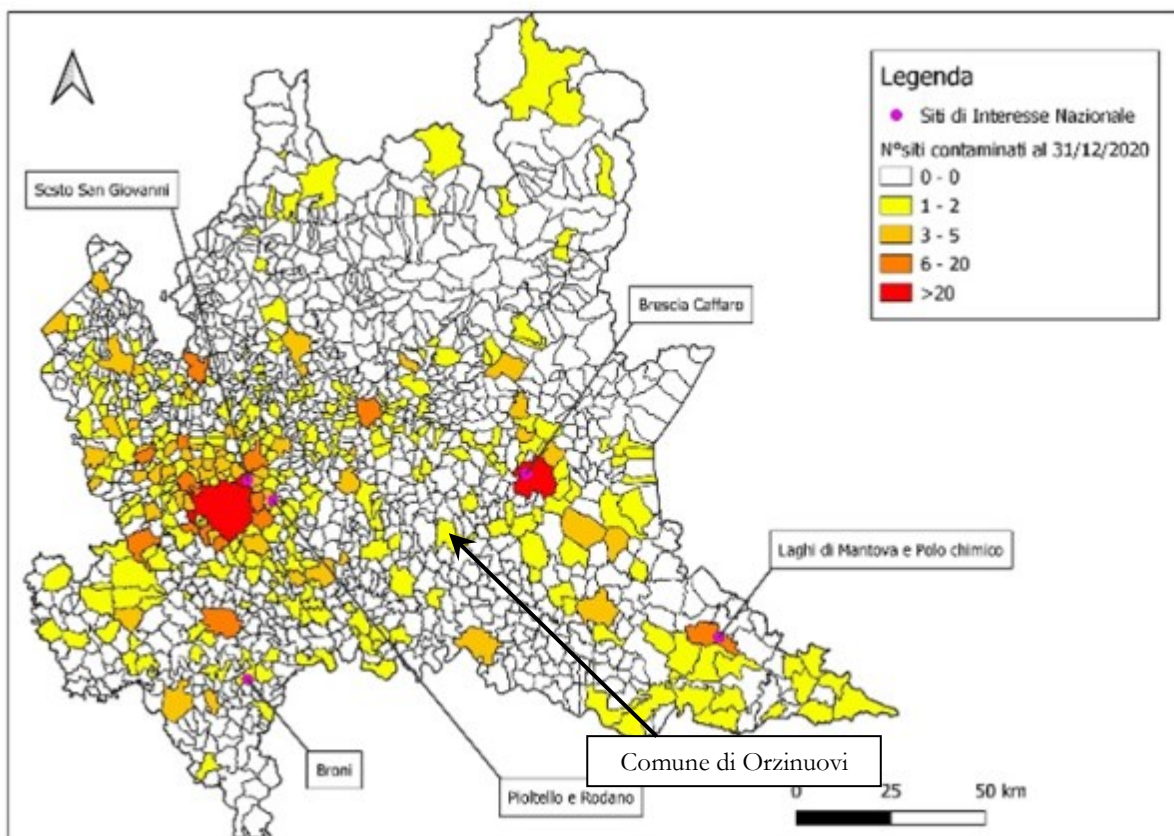 Legenda
Siti di Interesse Nazionale
N°siti contaminati al 31/12/2020
0 - 0
1 - 2
3 - 5
6 - 20
>20
Sesto San Giovanni
Brescia Caffaro
Laghi di Mantova e Polo chimico
Comune di Orzinuovi
Broni
Pioltello e Rodano
0 25 50 km